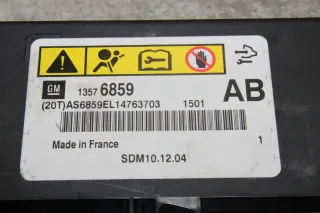 GM 1357 6859
AB
(20T)AS6859EL14763703 1501
Made in France
1
SDM10.12.04